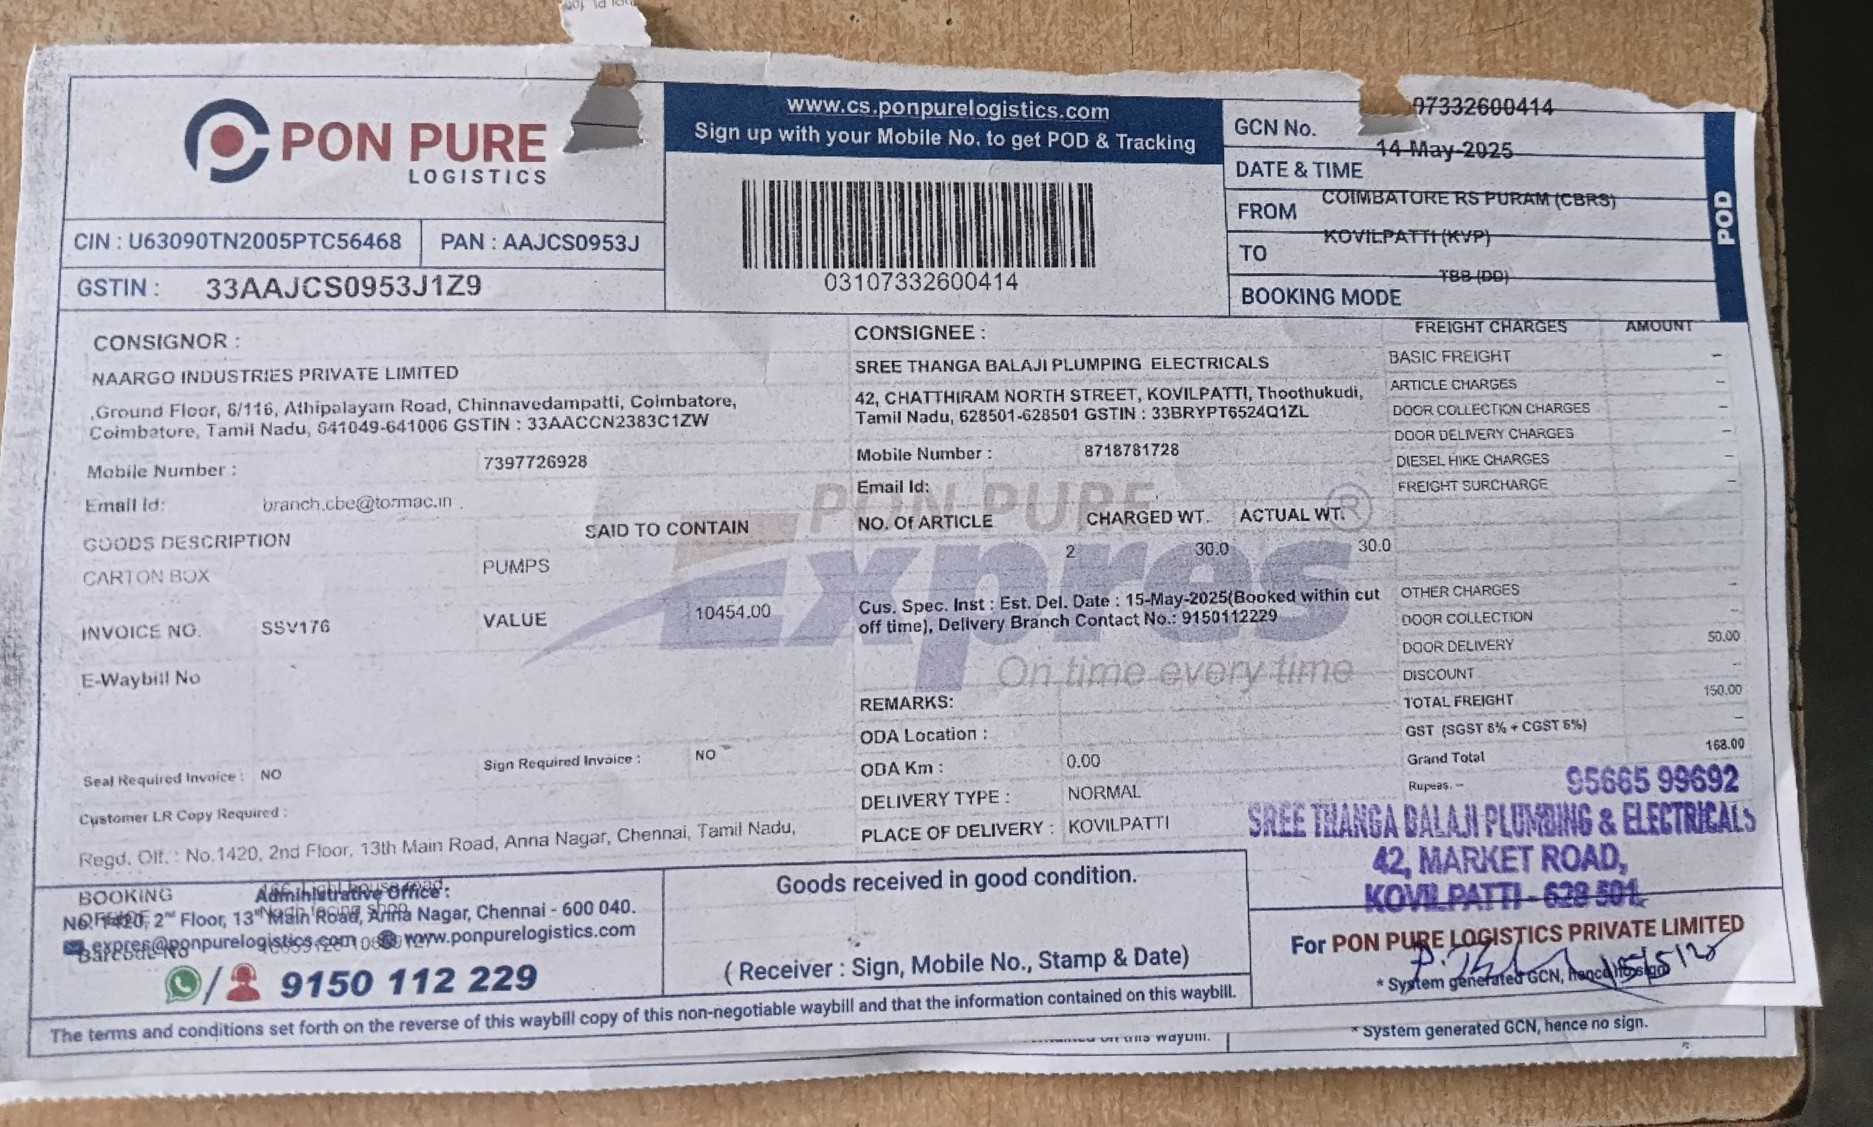 PON PURE
LOGISTICS
www.cs.ponpurelogistics.com
Sign up with your Mobile No. to get POD & Tracking
03107332600414
GCN No. 07332600414
DATE & TIME 14-May-2025
FROM COIMBATORE RS PURAM (CBRS)
TO KOVILPATTI (KVP)
BOOKING MODE TBB (DD)
POD
CIN : U63090TN2005PTC56468 PAN : AAJCS0953J
GSTIN : 33AAJCS0953J1Z9
CONSIGNOR :
NAARGO INDUSTRIES PRIVATE LIMITED
,Ground Floor, 6/116, Athipalayam Road, Chinnavedampatti, Coimbatore,
Coimbatore, Tamil Nadu, 641049-641006 GSTIN : 33AACCN2383C1ZW
Mobile Number : 7397726928
Email Id: branch.cbe@tormac.in
GOODS DESCRIPTION SAID TO CONTAIN
CARTON BOX PUMPS
INVOICE NO. SSV176 VALUE 10454.00
E-Waybill No
Seal Required Invoice : NO Sign Required Invoice : NO
Customer LR Copy Required :
Regd. Off. : No.1420, 2nd Floor, 13th Main Road, Anna Nagar, Chennai, Tamil Nadu,
CONSIGNEE :
SREE THANGA BALAJI PLUMPING ELECTRICALS
42, CHATTHIRAM NORTH STREET, KOVILPATTI, Thoothukudi,
Tamil Nadu, 628501-628501 GSTIN : 33BRYPT6524Q1ZL
Mobile Number : 8718781728
Email Id:
NO. Of ARTICLE CHARGED WT. ACTUAL WT.
2 30.0 30.0
Cus. Spec. Inst : Est. Del. Date : 15-May-2025(Booked within cut
off time), Delivery Branch Contact No.: 9150112229
REMARKS:
ODA Location :
ODA Km : 0.00
DELIVERY TYPE : NORMAL
PLACE OF DELIVERY : KOVILPATTI
PON PURE
Expres ®
On time every time
FREIGHT CHARGES AMOUNT
BASIC FREIGHT -
ARTICLE CHARGES -
DOOR COLLECTION CHARGES -
DOOR DELIVERY CHARGES -
DIESEL HIKE CHARGES -
FREIGHT SURCHARGE -
OTHER CHARGES -
DOOR COLLECTION -
DOOR DELIVERY 50.00
DISCOUNT -
TOTAL FREIGHT 150.00
GST (SGST 6% + CGST 6%) -
Grand Total 168.00
Rupees. -
95665 99692
SREE THANGA BALAJI PLUMBING & ELECTRICALS
42, MARKET ROAD,
KOVILPATTI - 628 501.
BOOKING OFFICE
Administrative Office :
No. 1420, 2nd Floor, 13th Main Road, Anna Nagar, Chennai - 600 040.
expres@ponpurelogistics.com www.ponpurelogistics.com
Barcode No
9150 112 229
Goods received in good condition.
( Receiver : Sign, Mobile No., Stamp & Date)
For PON PURE LOGISTICS PRIVATE LIMITED
15/5/25
* System generated GCN, hence no sign
The terms and conditions set forth on the reverse of this waybill copy of this non-negotiable waybill and that the information contained on this waybill.
on this waybill.
* System generated GCN, hence no sign.